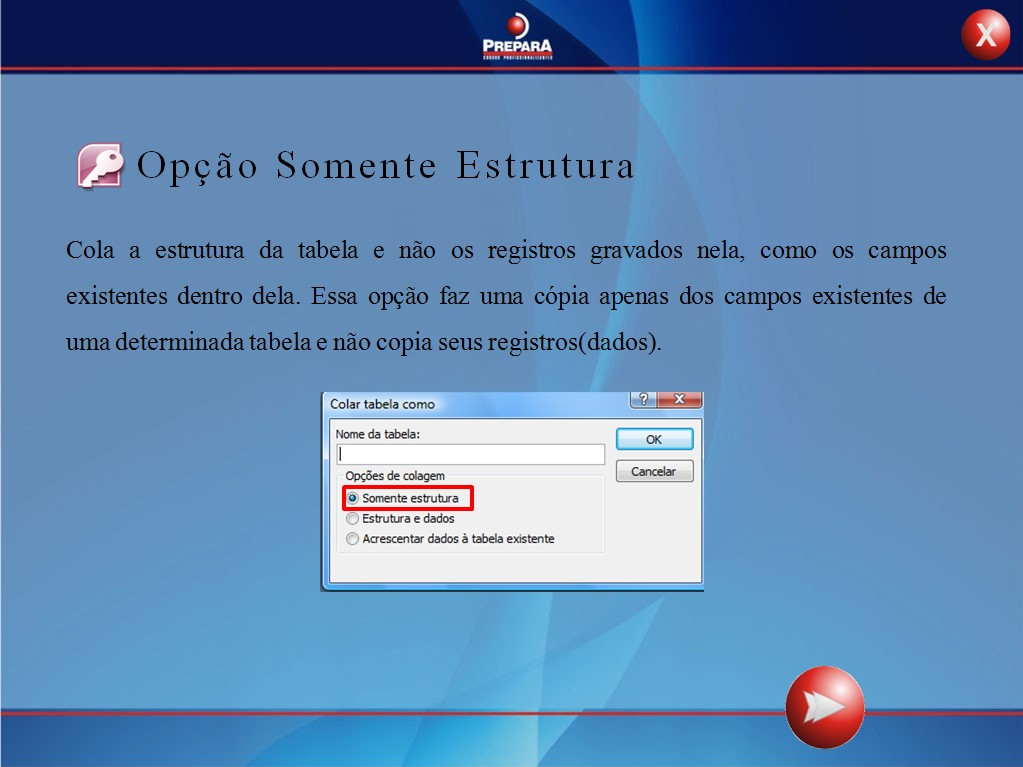 PREPARA
CURSOS PROFISSIONALIZANTES
X
Opção Somente Estrutura
Cola a estrutura da tabela e não os registros gravados nela, como os campos
existentes dentro dela. Essa opção faz uma cópia apenas dos campos existentes de
uma determinada tabela e não copia seus registros(dados).
Colar tabela como
?
X
Nome da tabela:
OK
Cancelar
Opções de colagem
Somente estrutura
Estrutura e dados
Acrescentar dados à tabela existente